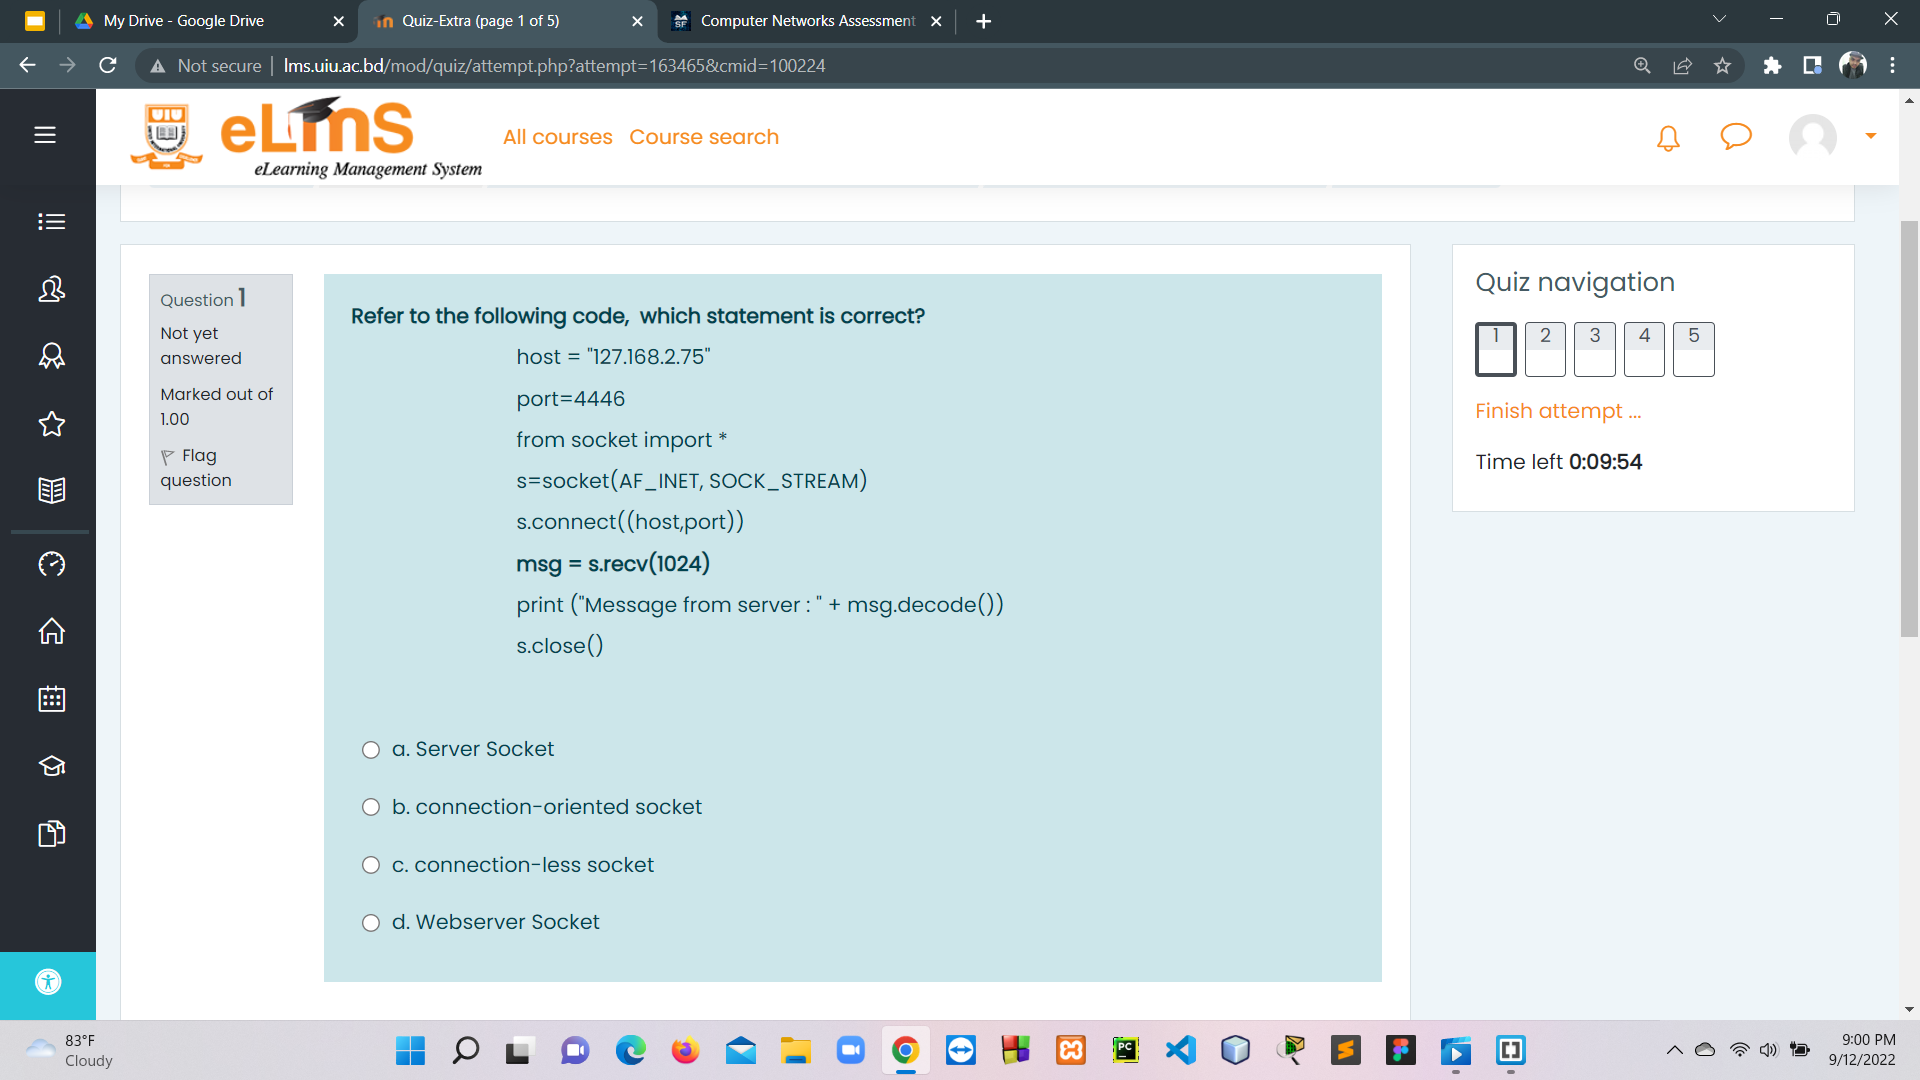 My Drive - Google Drive
Quiz-Extra (page 1 of 5)
Computer Networks Assessment
Not secure | lms.uiu.ac.bd/mod/quiz/attempt.php?attempt=163465&cmid=100224
UIU
eLmS
eLearning Management System
All courses
Course search
Question 1
Not yet
answered
Marked out of
1.00
Flag
question
Refer to the following code,  which statement is correct?
host = "127.168.2.75"
port=4446
from socket import *
s=socket(AF_INET, SOCK_STREAM)
s.connect((host,port))
msg = s.recv(1024)
print ("Message from server : " + msg.decode())
s.close()
a. Server Socket
b. connection-oriented socket
c. connection-less socket
d. Webserver Socket
Quiz navigation
1 2 3 4 5
Finish attempt ...
Time left 0:09:54
83°F
Cloudy
9:00 PM
9/12/2022